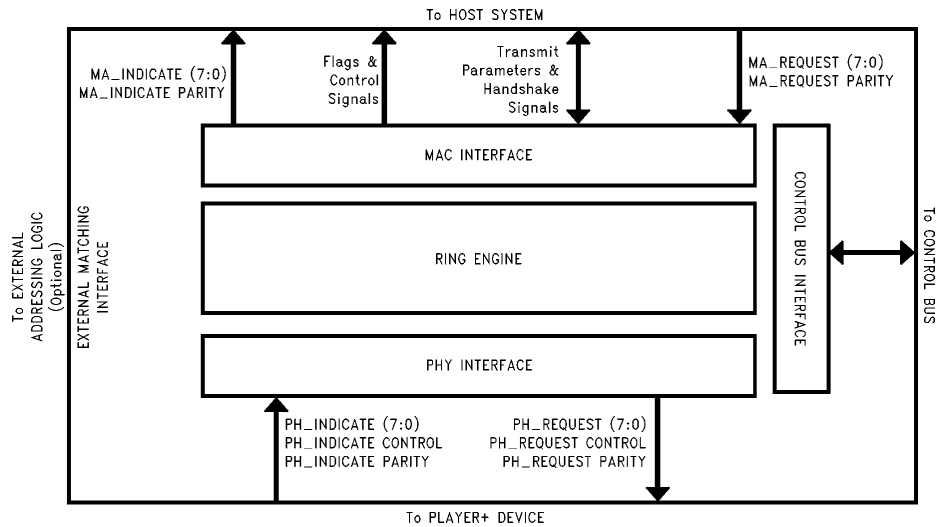 To HOST SYSTEM
MA_INDICATE (7:0)
MA_INDICATE PARITY
Flags &
Control
Signals
Transmit
Parameters &
Handshake
Signals
MA_REQUEST (7:0)
MA_REQUEST PARITY
MAC INTERFACE
RING ENGINE
PHY INTERFACE
CONTROL BUS INTERFACE
To CONTROL BUS
To EXTERNAL
ADDRESSING LOGIC
(Optional)
EXTERNAL MATCHING
INTERFACE
PH_INDICATE (7:0)
PH_INDICATE CONTROL
PH_INDICATE PARITY
PH_REQUEST (7:0)
PH_REQUEST CONTROL
PH_REQUEST PARITY
To PLAYER+ DEVICE